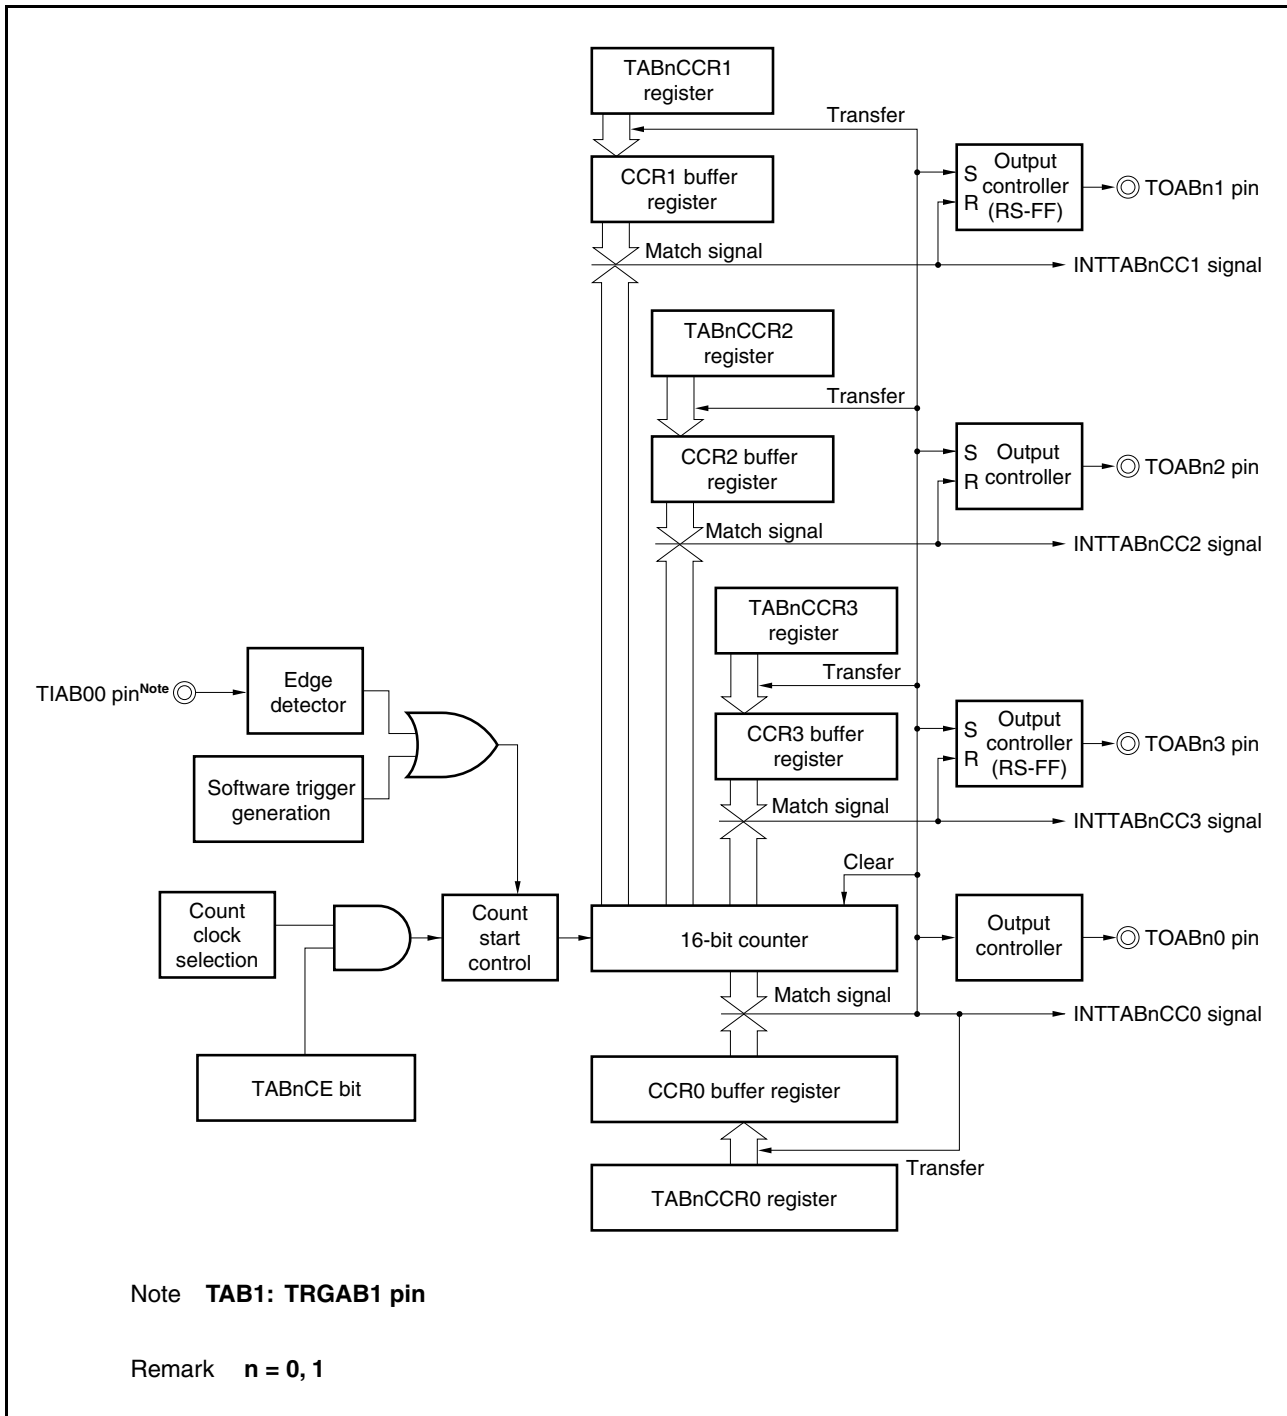 TABnCCR1
register
Transfer
CCR1 buffer
register
S
R
Output
controller
(RS-FF)
TOABn1 pin
Match signal
INTTABnCC1 signal
TABnCCR2
register
Transfer
CCR2 buffer
register
S
R
Output
controller
TOABn2 pin
Match signal
INTTABnCC2 signal
TABnCCR3
register
Transfer
TIAB00 pinNote
Edge
detector
CCR3 buffer
register
S
R
Output
controller
(RS-FF)
TOABn3 pin
Software trigger
generation
Match signal
INTTABnCC3 signal
Clear
Count
clock
selection
Count
start
control
16-bit counter
Output
controller
TOABn0 pin
Match signal
INTTABnCC0 signal
TABnCE bit
CCR0 buffer register
Transfer
TABnCCR0 register
Note TAB1: TRGAB1 pin
Remark n = 0, 1